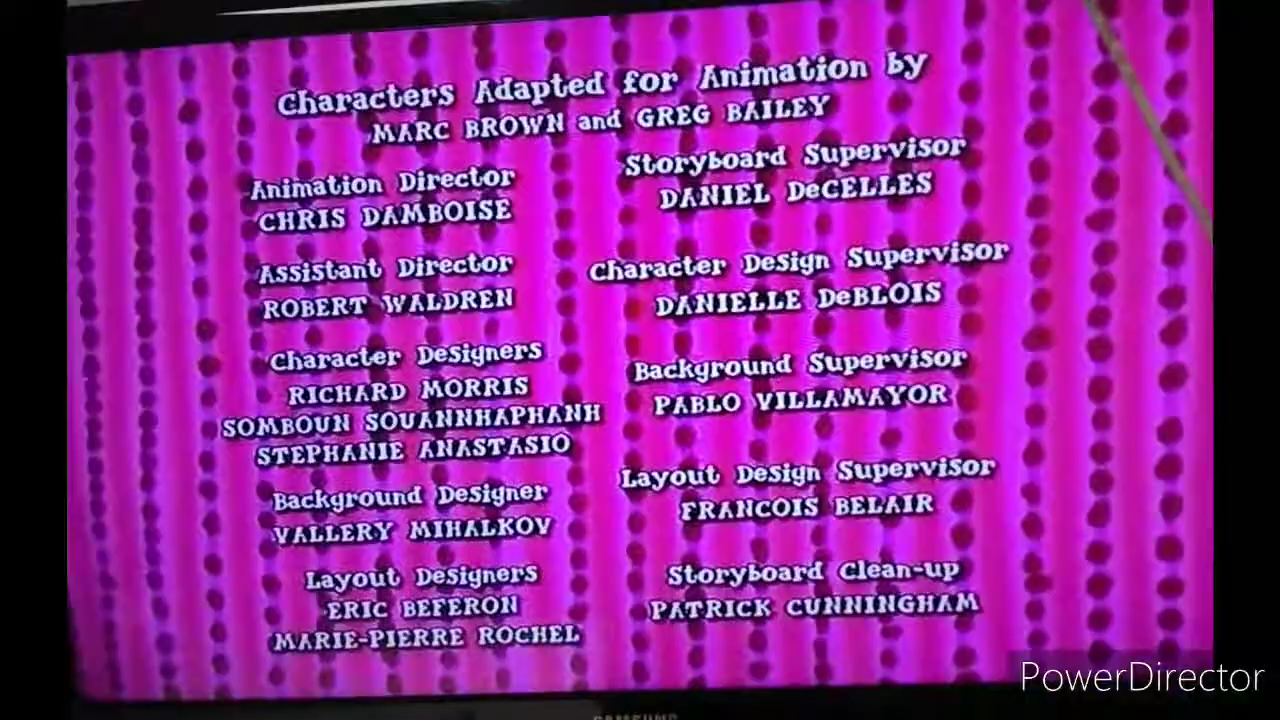 Characters Adapted for Animation by
MARC BROWN and GREG BAILEY
Animation Director
CHRIS DAMBOISE
Assistant Director
ROBERT WALDREN
Character Designers
RICHARD MORRIS
SOMBOUN SOUANNHAPHANH
STEPHANIE ANASTASIO
Background Designer
VALLERY MIHALKOV
Layout Designers
ERIC BEFERON
MARIE-PIERRE ROCHEL
Storyboard Supervisor
DANIEL DeCELLES
Character Design Supervisor
DANIELLE DeBLOIS
Background Supervisor
PABLO VILLAMAYOR
Layout Design Supervisor
FRANCOIS BELAIR
Storyboard Clean-up
PATRICK CUNNINGHAM
PowerDirector
SAMSUNG